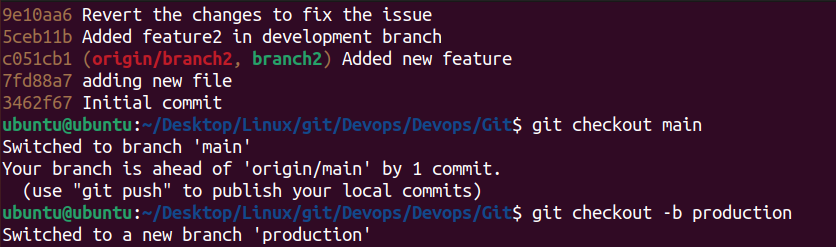 9e10aa6 Revert the changes to fix the issue
5ceb11b Added feature2 in development branch
c051cb1 (origin/branch2, branch2) Added new feature
7fd88a7 adding new file
3462f67 Initial commit
ubuntu@ubuntu:~/Desktop/Linux/git/Devops/Devops/Git$ git checkout main
Switched to branch 'main'
Your branch is ahead of 'origin/main' by 1 commit.
  (use "git push" to publish your local commits)
ubuntu@ubuntu:~/Desktop/Linux/git/Devops/Devops/Git$ git checkout -b production
Switched to a new branch 'production'